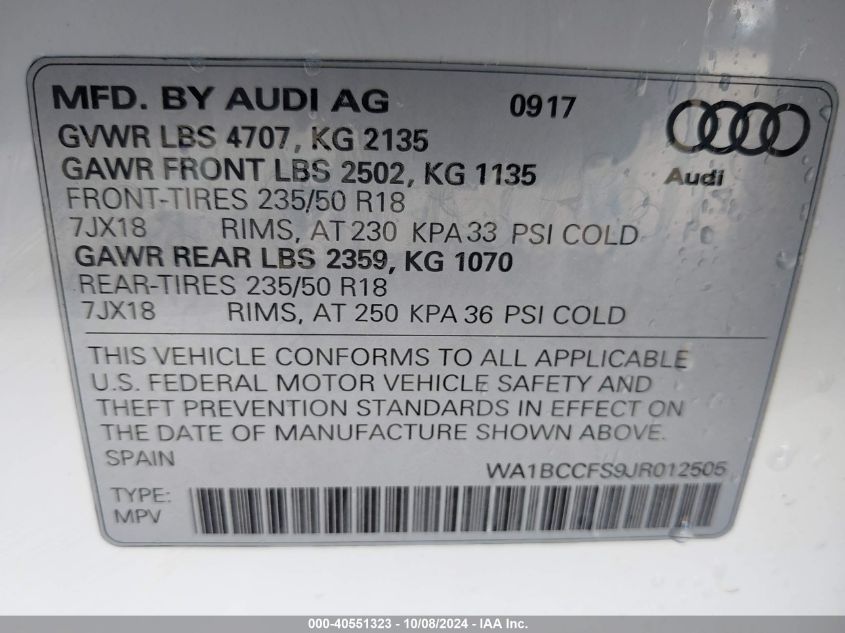 MFD. BY AUDI AG 0917
GVWR LBS 4707, KG 2135
GAWR FRONT LBS 2502, KG 1135
Audi
FRONT-TIRES 235/50 R18
7JX18 RIMS, AT 230 KPA 33 PSI COLD
GAWR REAR LBS 2359, KG 1070
REAR-TIRES 235/50 R18
7JX18 RIMS, AT 250 KPA 36 PSI COLD
THIS VEHICLE CONFORMS TO ALL APPLICABLE
U.S. FEDERAL MOTOR VEHICLE SAFETY AND
THEFT PREVENTION STANDARDS IN EFFECT ON
THE DATE OF MANUFACTURE SHOWN ABOVE.
SPAIN WA1BCCFS9JR012505
TYPE:
MPV
000-40551323 - 10/08/2024 - IAA Inc.